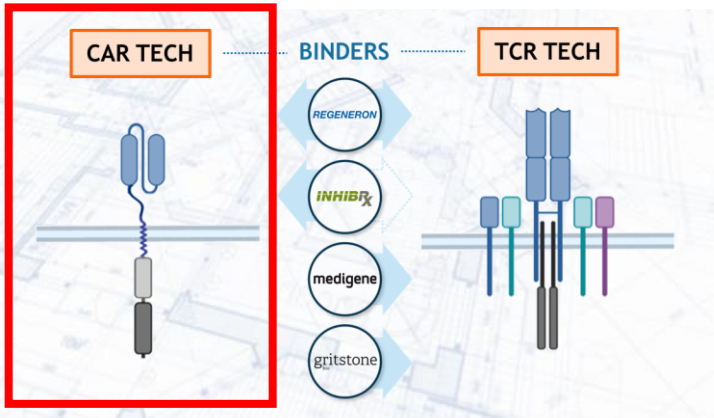 CAR TECH
BINDERS
TCR TECH
REGENERON
INHIBRx
medigene
gritstone